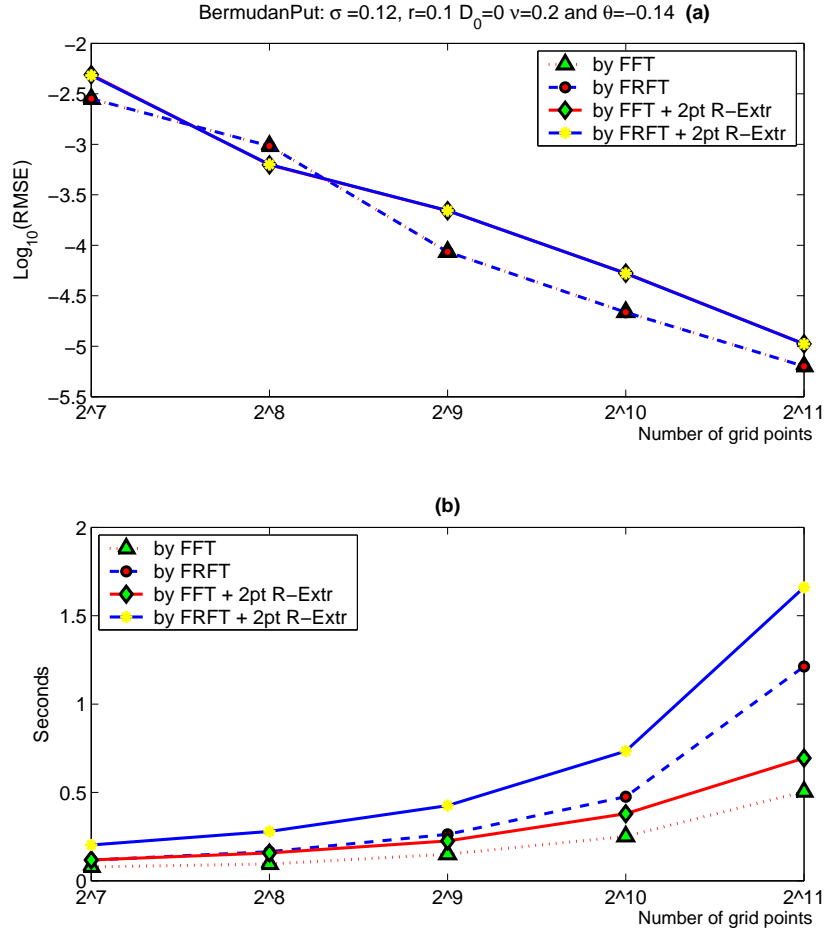 BermudanPut: σ =0.12, r=0.1 D_0=0 ν=0.2 and θ=−0.14 (a)
by FFT
by FRFT
by FFT + 2pt R−Extr
by FRFT + 2pt R−Extr
Log_10(RMSE)
−2
−2.5
−3
−3.5
−4
−4.5
−5
−5.5
2^7
2^8
2^9
2^10
2^11
Number of grid points
(b)
by FFT
by FRFT
by FFT + 2pt R−Extr
by FRFT + 2pt R−Extr
Seconds
2
1.5
1
0.5
0
2^7
2^8
2^9
2^10
2^11
Number of grid points